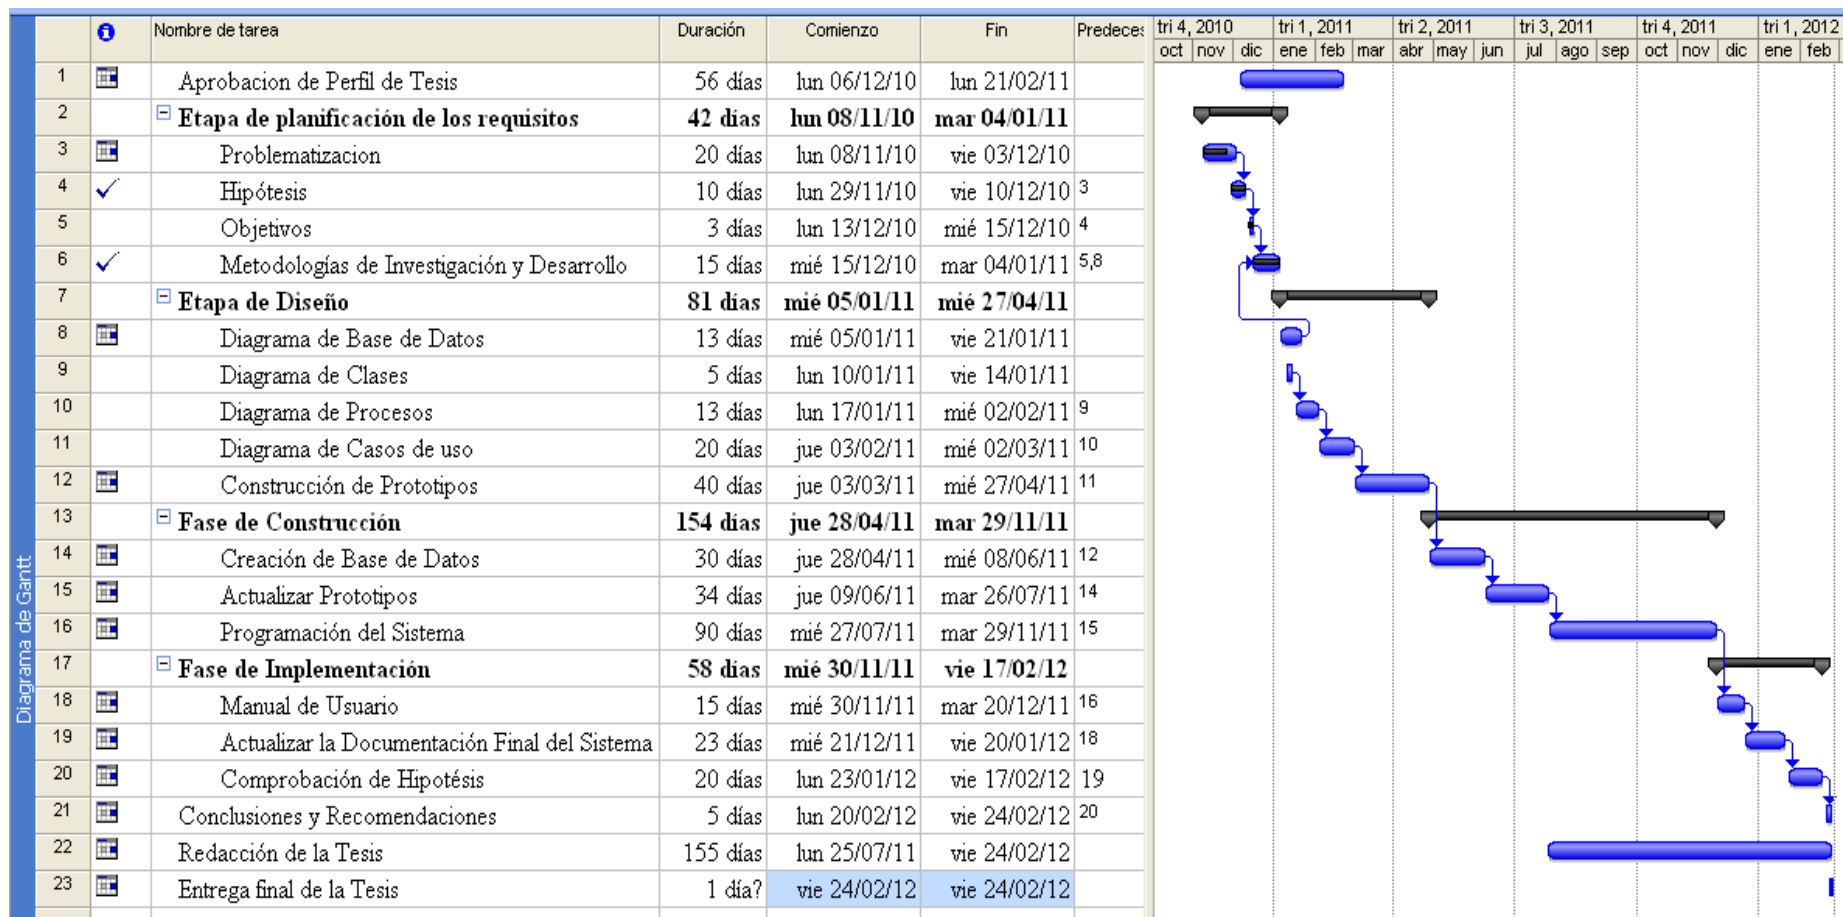 Nombre de tarea Duración Comienzo Fin Predeces
tri 4, 2010 tri 1, 2011 tri 2, 2011 tri 3, 2011 tri 4, 2011 tri 1, 2012
oct nov dic ene feb mar abr may jun jul ago sep oct nov dic ene feb
1 Aprobacion de Perfil de Tesis 56 días lun 06/12/10 lun 21/02/11
2 Etapa de planificación de los requisitos 42 días lun 08/11/10 mar 04/01/11
3 Problematizacion 20 días lun 08/11/10 vie 03/12/10
4 Hipótesis 10 días lun 29/11/10 vie 10/12/10 3
5 Objetivos 3 días lun 13/12/10 mié 15/12/10 4
6 Metodologías de Investigación y Desarrollo 15 días mié 15/12/10 mar 04/01/11 5,8
7 Etapa de Diseño 81 días mié 05/01/11 mié 27/04/11
8 Diagrama de Base de Datos 13 días mié 05/01/11 vie 21/01/11
9 Diagrama de Clases 5 días lun 10/01/11 vie 14/01/11
10 Diagrama de Procesos 13 días lun 17/01/11 mié 02/02/11 9
11 Diagrama de Casos de uso 20 días jue 03/02/11 mié 02/03/11 10
12 Construcción de Prototipos 40 días jue 03/03/11 mié 27/04/11 11
13 Fase de Construcción 154 días jue 28/04/11 mar 29/11/11
14 Creación de Base de Datos 30 días jue 28/04/11 mié 08/06/11 12
15 Actualizar Prototipos 34 días jue 09/06/11 mar 26/07/11 14
16 Programación del Sistema 90 días mié 27/07/11 mar 29/11/11 15
17 Fase de Implementación 58 días mié 30/11/11 vie 17/02/12
18 Manual de Usuario 15 días mié 30/11/11 mar 20/12/11 16
19 Actualizar la Documentación Final del Sistema 23 días mié 21/12/11 vie 20/01/12 18
20 Comprobación de Hipotésis 20 días lun 23/01/12 vie 17/02/12 19
21 Conclusiones y Recomendaciones 5 días lun 20/02/12 vie 24/02/12 20
22 Redacción de la Tesis 155 días lun 25/07/11 vie 24/02/12
23 Entrega final de la Tesis 1 día? vie 24/02/12 vie 24/02/12
Diagrama de Gantt